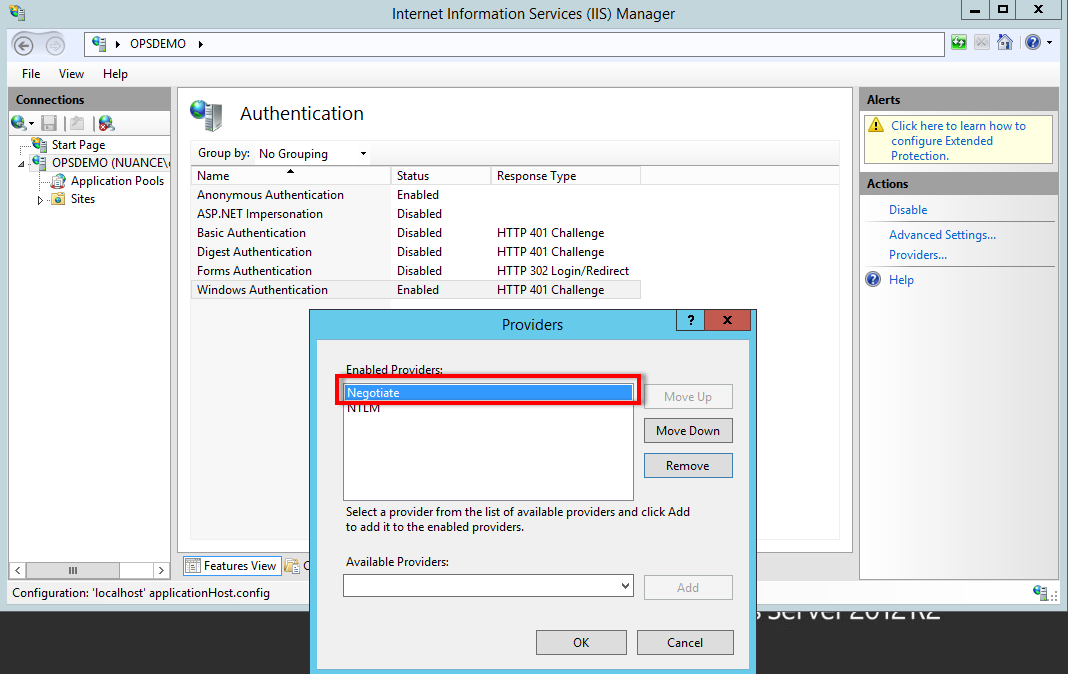 Internet Information Services (IIS) Manager
OPSDEMO
File View Help
Connections
Start Page
OPSDEMO (NUANCE\
Application Pools
Sites
Authentication
Group by: No Grouping
Name Status Response Type
Anonymous Authentication Enabled
ASP.NET Impersonation Disabled
Basic Authentication Disabled HTTP 401 Challenge
Digest Authentication Disabled HTTP 401 Challenge
Forms Authentication Disabled HTTP 302 Login/Redirect
Windows Authentication Enabled HTTP 401 Challenge
Alerts
Click here to learn how to
configure Extended
Protection.
Actions
Disable
Advanced Settings...
Providers...
Help
Providers
? x
Enabled Providers:
Negotiate
NTLM
Move Up
Move Down
Remove
Select a provider from the list of available providers and click Add
to add it to the enabled providers.
Available Providers:
Add
OK Cancel
Features View
Configuration: 'localhost' applicationHost.config
Server 2012 R2